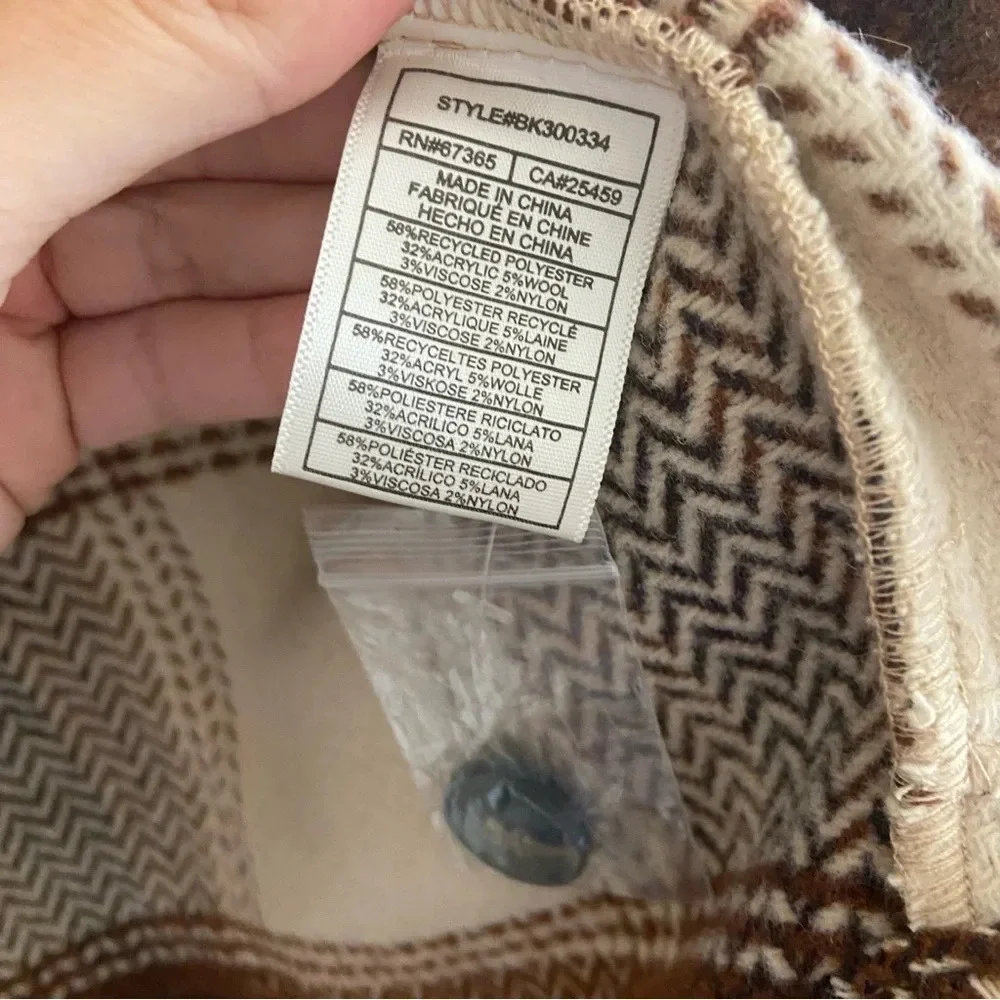 STYLE#BK300334
RN#67365 CA#25459
MADE IN CHINA
FABRIQUÉ EN CHINE
HECHO EN CHINA
58%RECYCLED POLYESTER
32%ACRYLIC 5%WOOL
3%VISCOSE 2%NYLON
58%POLYESTER RECYCLÉ
32%ACRYLIQUE 5%LAINE
3%VISCOSE 2%NYLON
58%RECYCELTES POLYESTER
32%ACRYL 5%WOLLE
3%VISKOSE 2%NYLON
58%POLIESTERE RICICLATO
32%ACRILICO 5%LANA
3%VISCOSA 2%NYLON
58%POLIÉSTER RECICLADO
32%ACRÍLICO 5%LANA
3%VISCOSA 2%NYLON